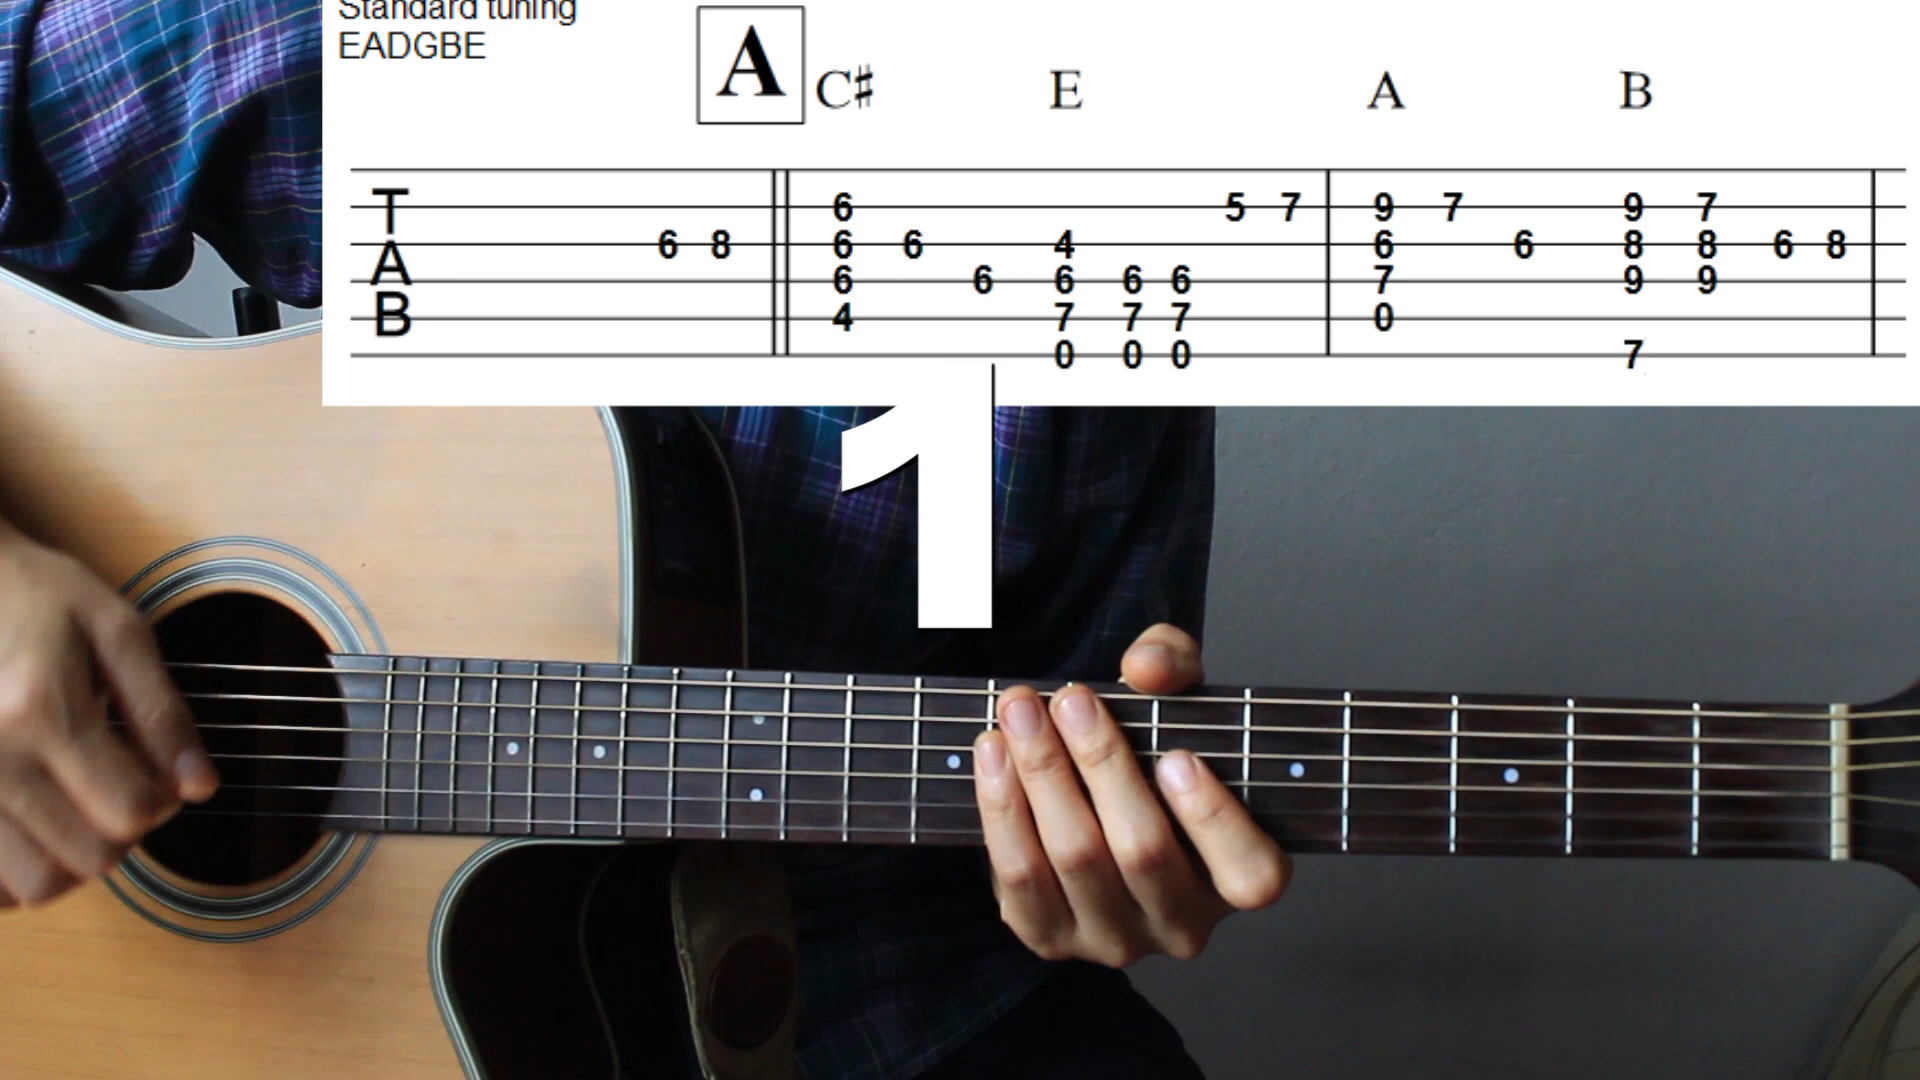 Standard tuning
EADGBE
A C♯ E A B
T
A
B
5 7
6 9 7 9 7
6 8 6 6 4 6 6 8 8 6 8
6 6 6 6 6 7 9 9
4 7 7 7 0
0 0 0 7
1